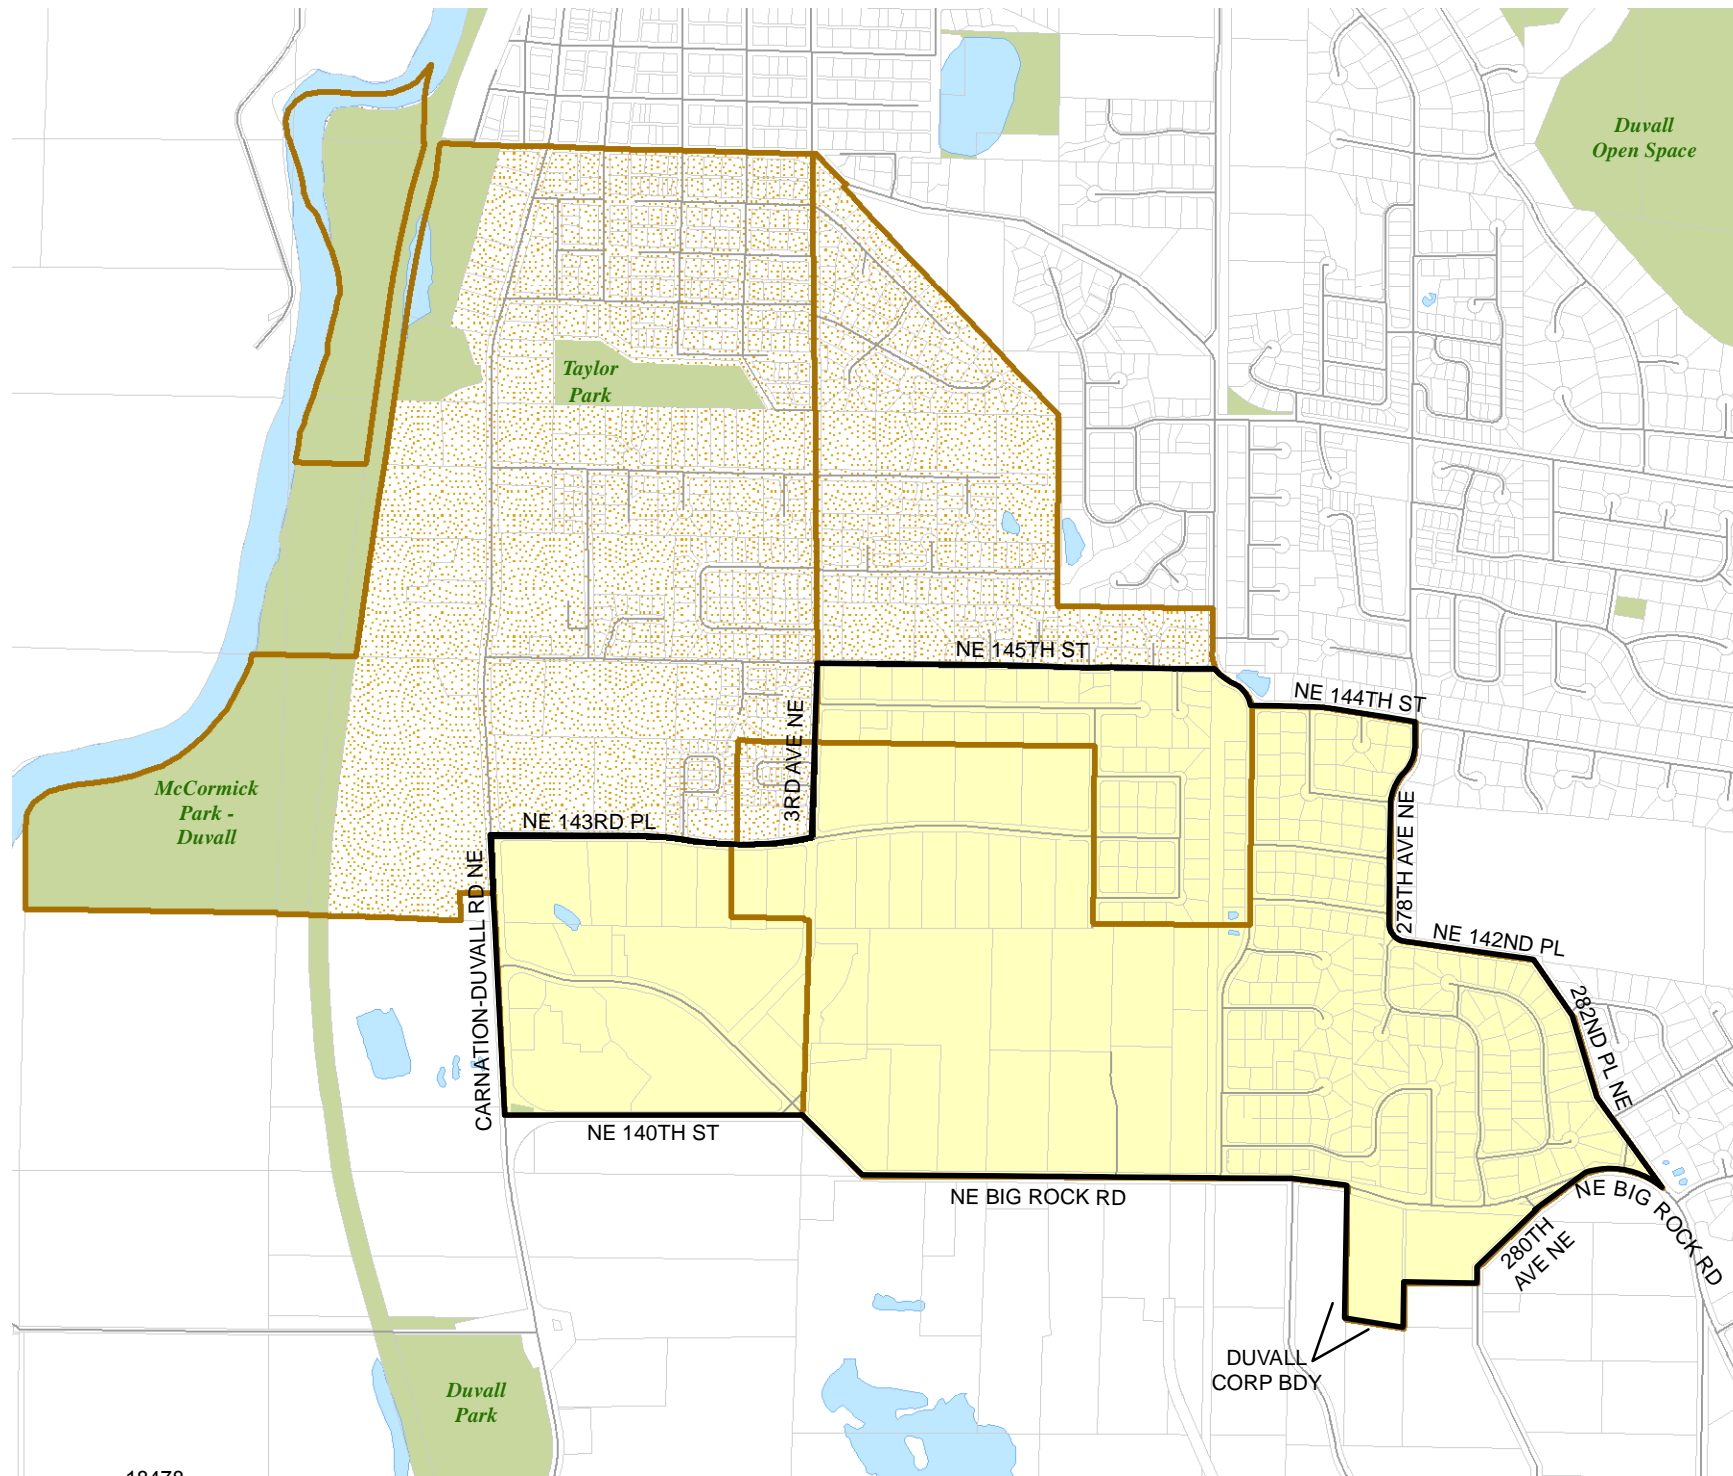 Duvall
Open Space
Taylor
Park
NE 145TH ST
NE 144TH ST
3RD AVE NE
McCormick
Park -
Duvall
NE 143RD PL
278TH AVE NE
CARNATION-DUVALL RD NE
NE 142ND PL
282ND PL NE
NE 140TH ST
NE BIG ROCK RD
NE BIG ROCK RD
280TH
AVE NE
DUVALL
CORP BDY
Duvall
Park
18478